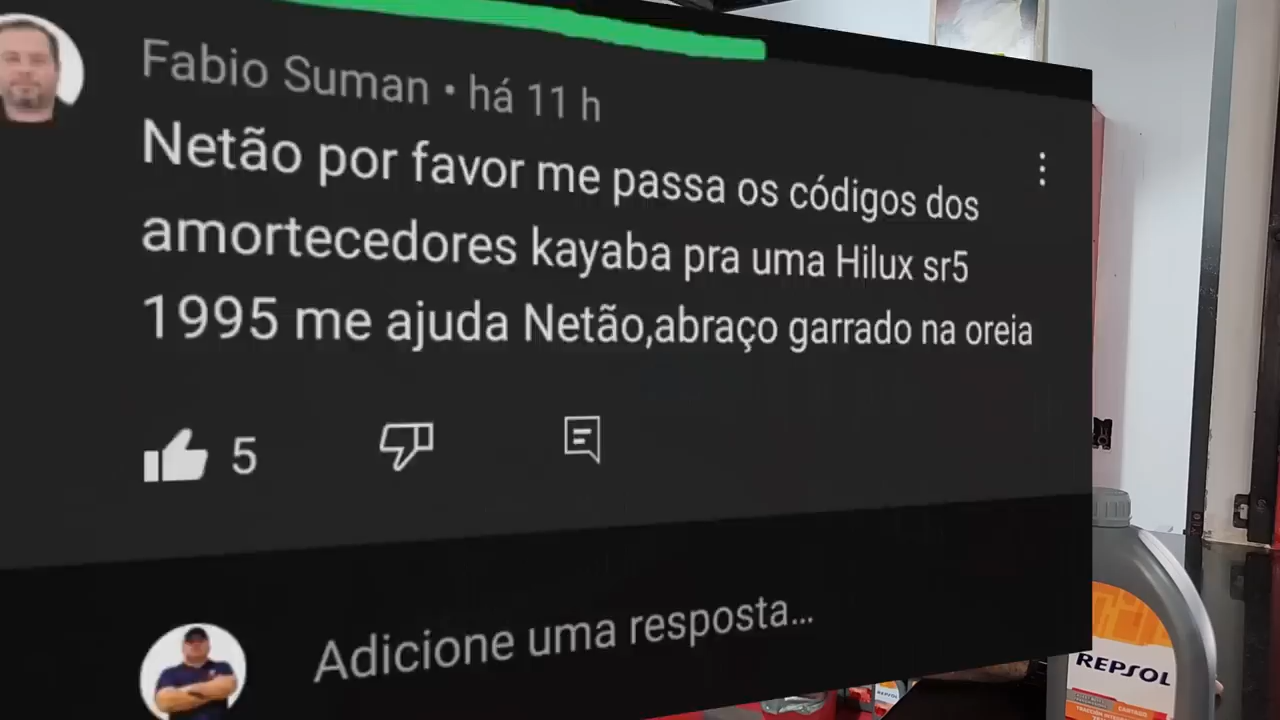 Fabio Suman • há 11 h
Netão por favor me passa os códigos dos
amortecedores kayaba pra uma Hilux sr5
1995 me ajuda Netão,abraço garrado na oreia
5
Adicione uma resposta...
REPSOL
CARTAGO